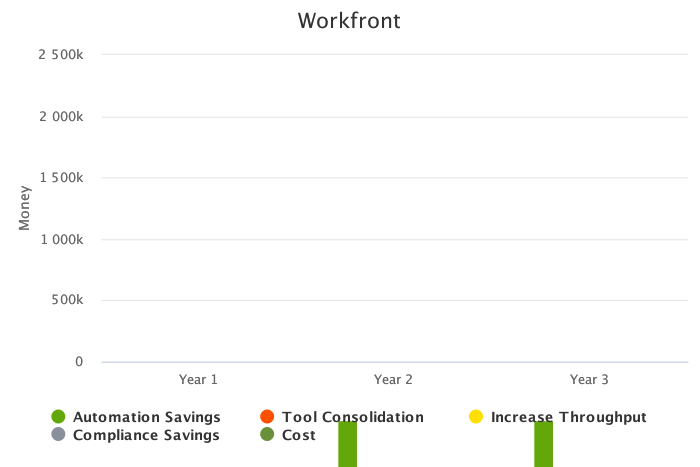 Workfront
2 500k
2 000k
1 500k
1 000k
500k
0
Money
Year 1 Year 2 Year 3
Automation Savings Tool Consolidation Increase Throughput
Compliance Savings Cost